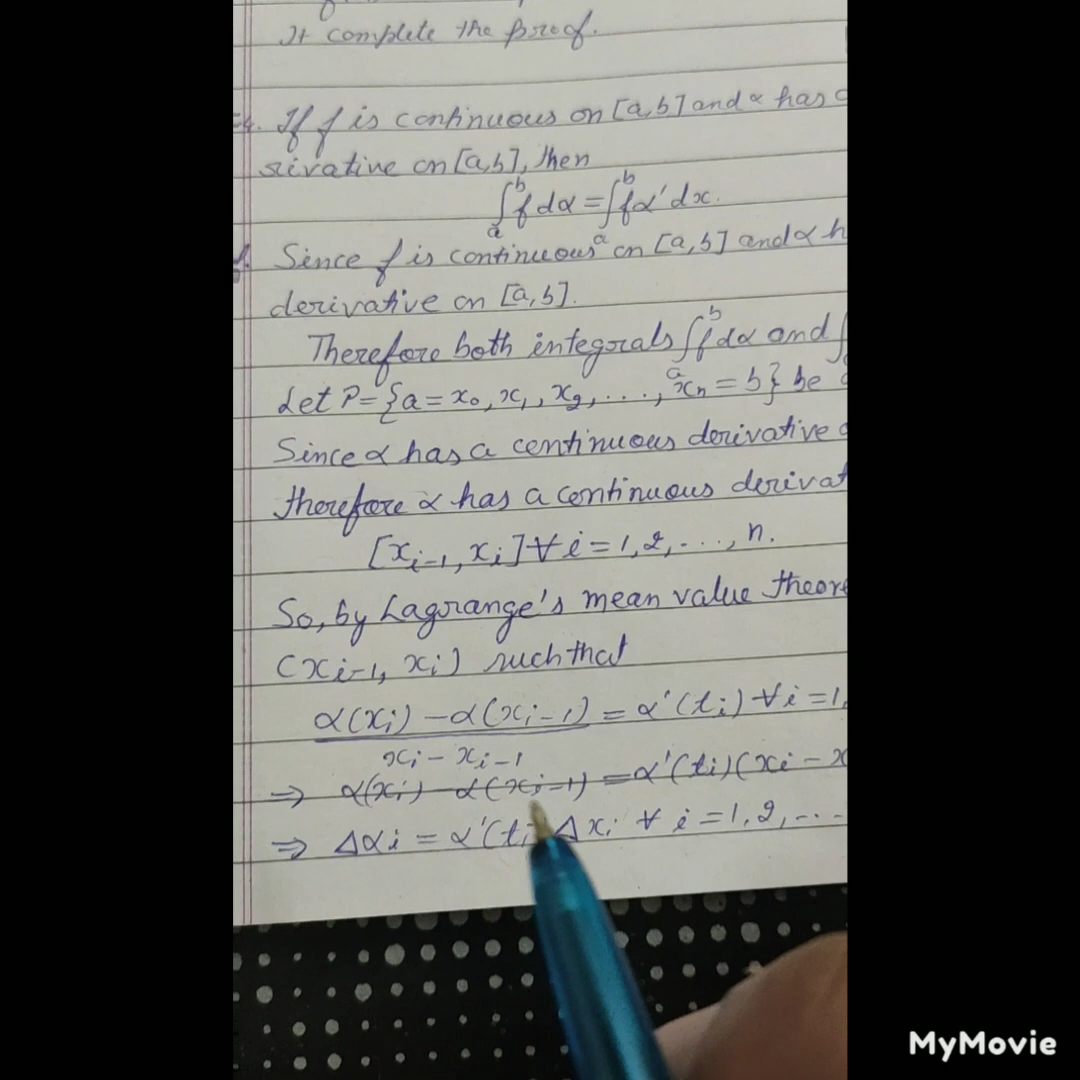 It complete the proof.
If f is continuous on [a,b] and α has
rivative on [a,b], then
∫ₐᵇ f dα = ∫ₐᵇ f α' dx.
Since f is continuous on [a,b] and α h
derivative on [a,b].
Therefore both integrals ∫ₐᵇ f dα and ∫
Let P = {a = x₀, x₁, x₂, ..., xₙ = b} be
Since α has a continuous derivative
therefore α has a continuous derivat
[xᵢ₋₁, xᵢ] ∀ i = 1, 2, ..., n.
So, by Lagrange's mean value theore
(xᵢ₋₁, xᵢ) such that
α(xᵢ) - α(xᵢ₋₁) = α'(tᵢ) ∀ i = 1,
xᵢ - xᵢ₋₁
⇒ α(xᵢ) - α(xᵢ₋₁) = α'(tᵢ)(xᵢ - x
⇒ Δαᵢ = α'(tᵢ Δxᵢ ∀ i = 1, 2, ...
MyMovie